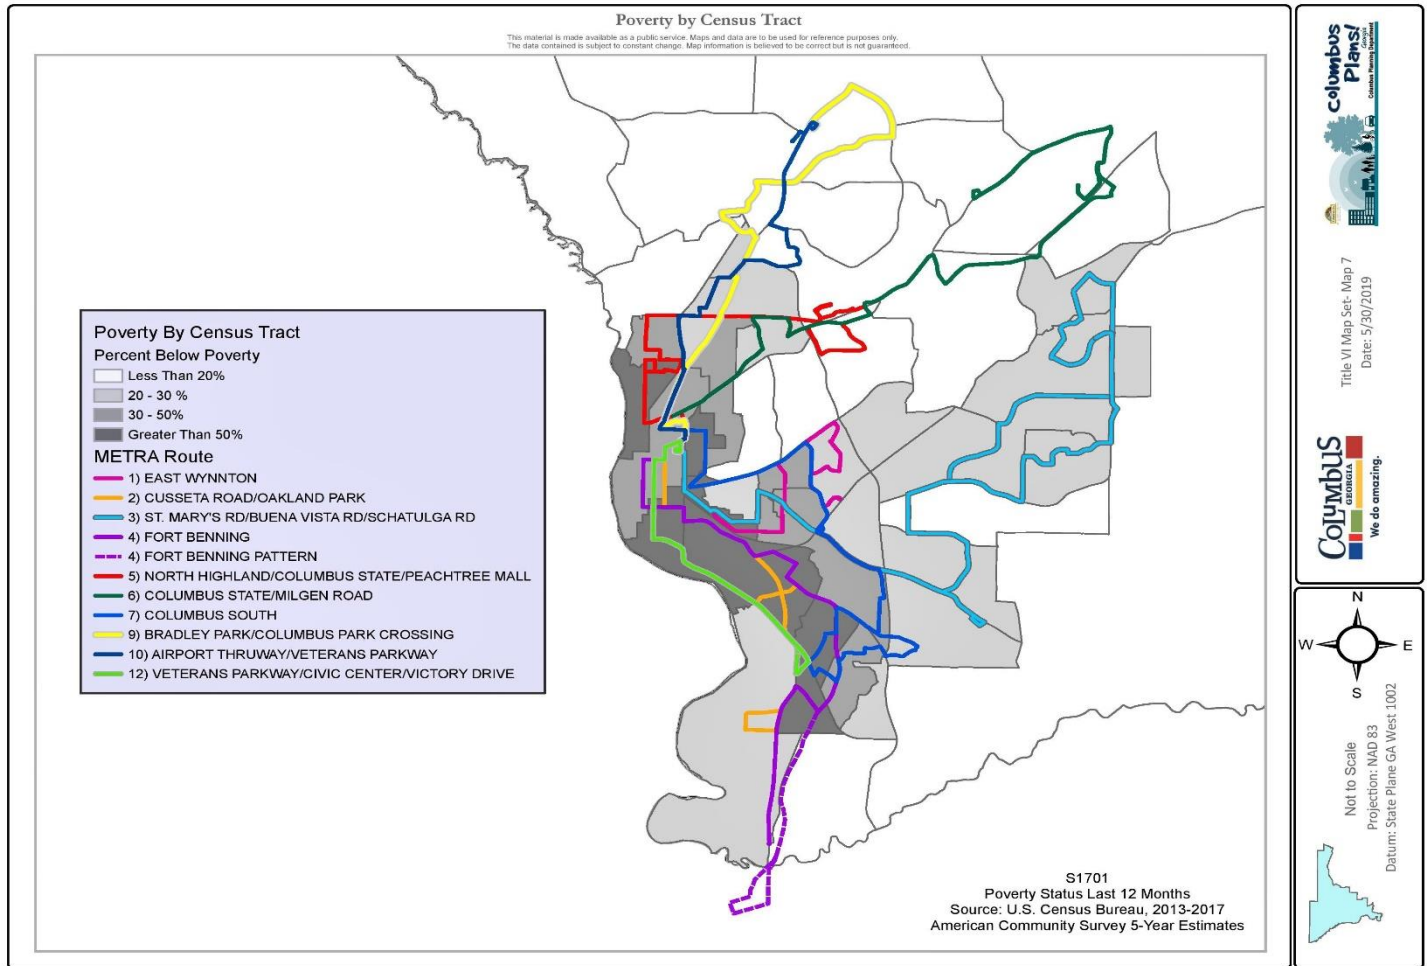 Poverty by Census Tract
This material is made available as a public service. Maps and data are to be used for reference purposes only.
The data contained is subject to constant change. Map information is believed to be correct but is not guaranteed.
Poverty By Census Tract
Percent Below Poverty
Less Than 20%
20 - 30 %
30 - 50%
Greater Than 50%
METRA Route
1) EAST WYNNTON
2) CUSSETA ROAD/OAKLAND PARK
3) ST. MARY'S RD/BUENA VISTA RD/SCHATULGA RD
4) FORT BENNING
4) FORT BENNING PATTERN
5) NORTH HIGHLAND/COLUMBUS STATE/PEACHTREE MALL
6) COLUMBUS STATE/MILGEN ROAD
7) COLUMBUS SOUTH
9) BRADLEY PARK/COLUMBUS PARK CROSSING
10) AIRPORT THRUWAY/VETERANS PARKWAY
12) VETERANS PARKWAY/CIVIC CENTER/VICTORY DRIVE
S1701
Poverty Status Last 12 Months
Source: U.S. Census Bureau, 2013-2017
American Community Survey 5-Year Estimates
Columbus
Plans!
Georgia
Columbus Planning Department
Title VI Map Set- Map 7
Date: 5/30/2019
COLUMBUS
GEORGIA
We do amazing.
N
W
E
S
Not to Scale
Projection: NAD 83
Datum: State Plane GA West 1002